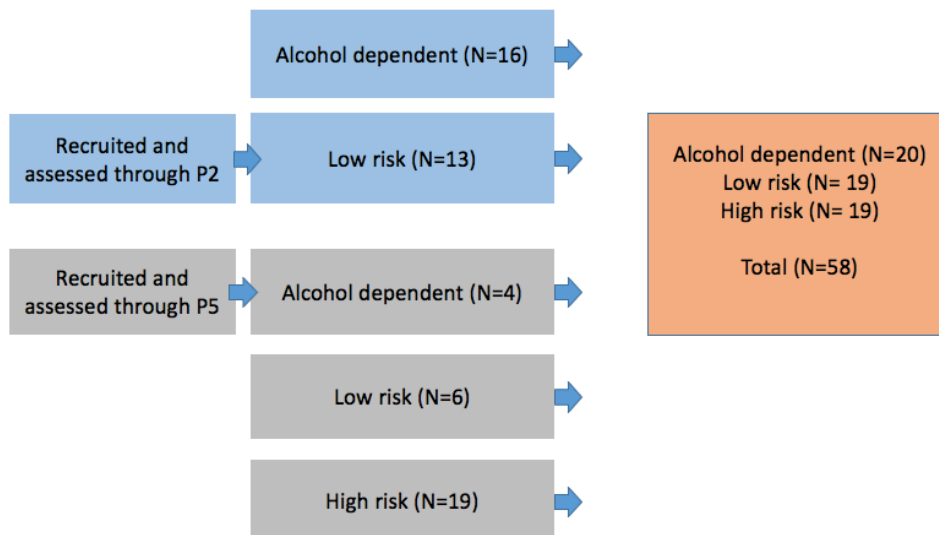 Alcohol dependent (N=16)
Recruited and
assessed through P2
Low risk (N=13)
Alcohol dependent (N=20)
Low risk (N= 19)
High risk (N= 19)
Total (N=58)
Recruited and
assessed through P5
Alcohol dependent (N=4)
Low risk (N=6)
High risk (N=19)